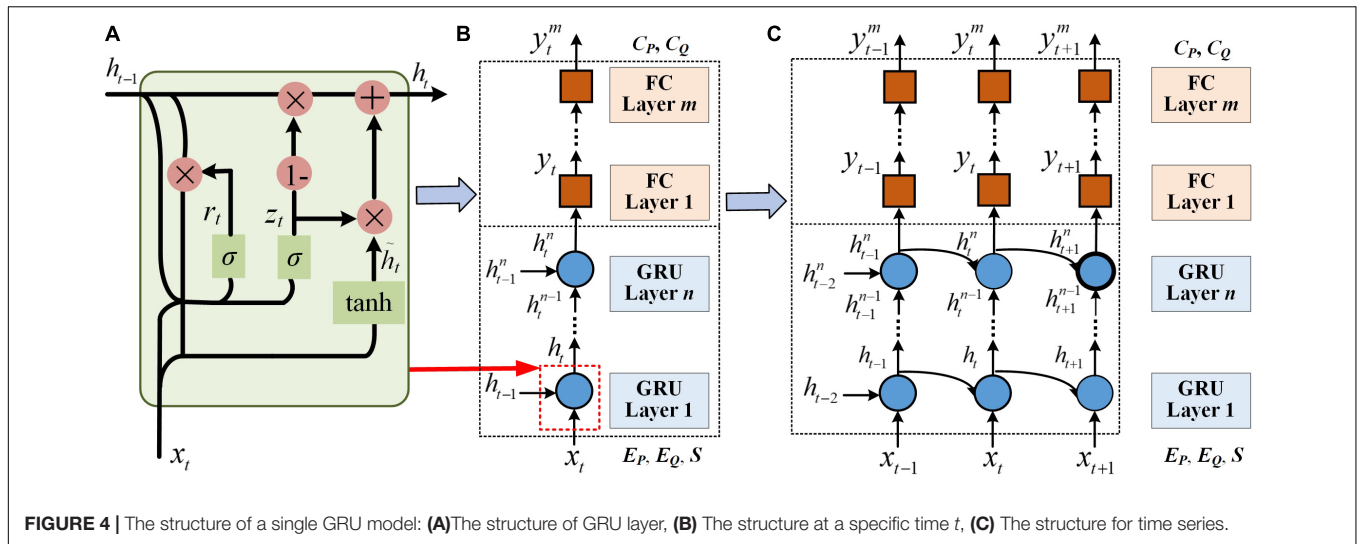 A
h_{t-1}
h_t
×
+
×
1-
r_t
z_t
×
σ
σ
h̃_t
tanh
x_t
B
y_t^m
C_P, C_Q
FC
Layer m
y_t
FC
Layer 1
h_t^n
h_{t-1}^n
GRU
Layer n
h_t^{n-1}
h_t
h_{t-1}
GRU
Layer 1
x_t
E_P, E_Q, S
C
y_{t-1}^m y_t^m y_{t+1}^m
C_P, C_Q
FC
Layer m
y_{t-1} y_t y_{t+1}
FC
Layer 1
h_{t-1}^n h_t^n h_{t+1}^n
h_{t-2}^n
GRU
Layer n
h_{t-1}^{n-1} h_t^{n-1} h_{t+1}^{n-1}
h_{t-1} h_t h_{t+1}
h_{t-2}
GRU
Layer 1
x_{t-1} x_t x_{t+1}
E_P, E_Q, S
FIGURE 4 | The structure of a single GRU model: (A)The structure of GRU layer, (B) The structure at a specific time t, (C) The structure for time series.